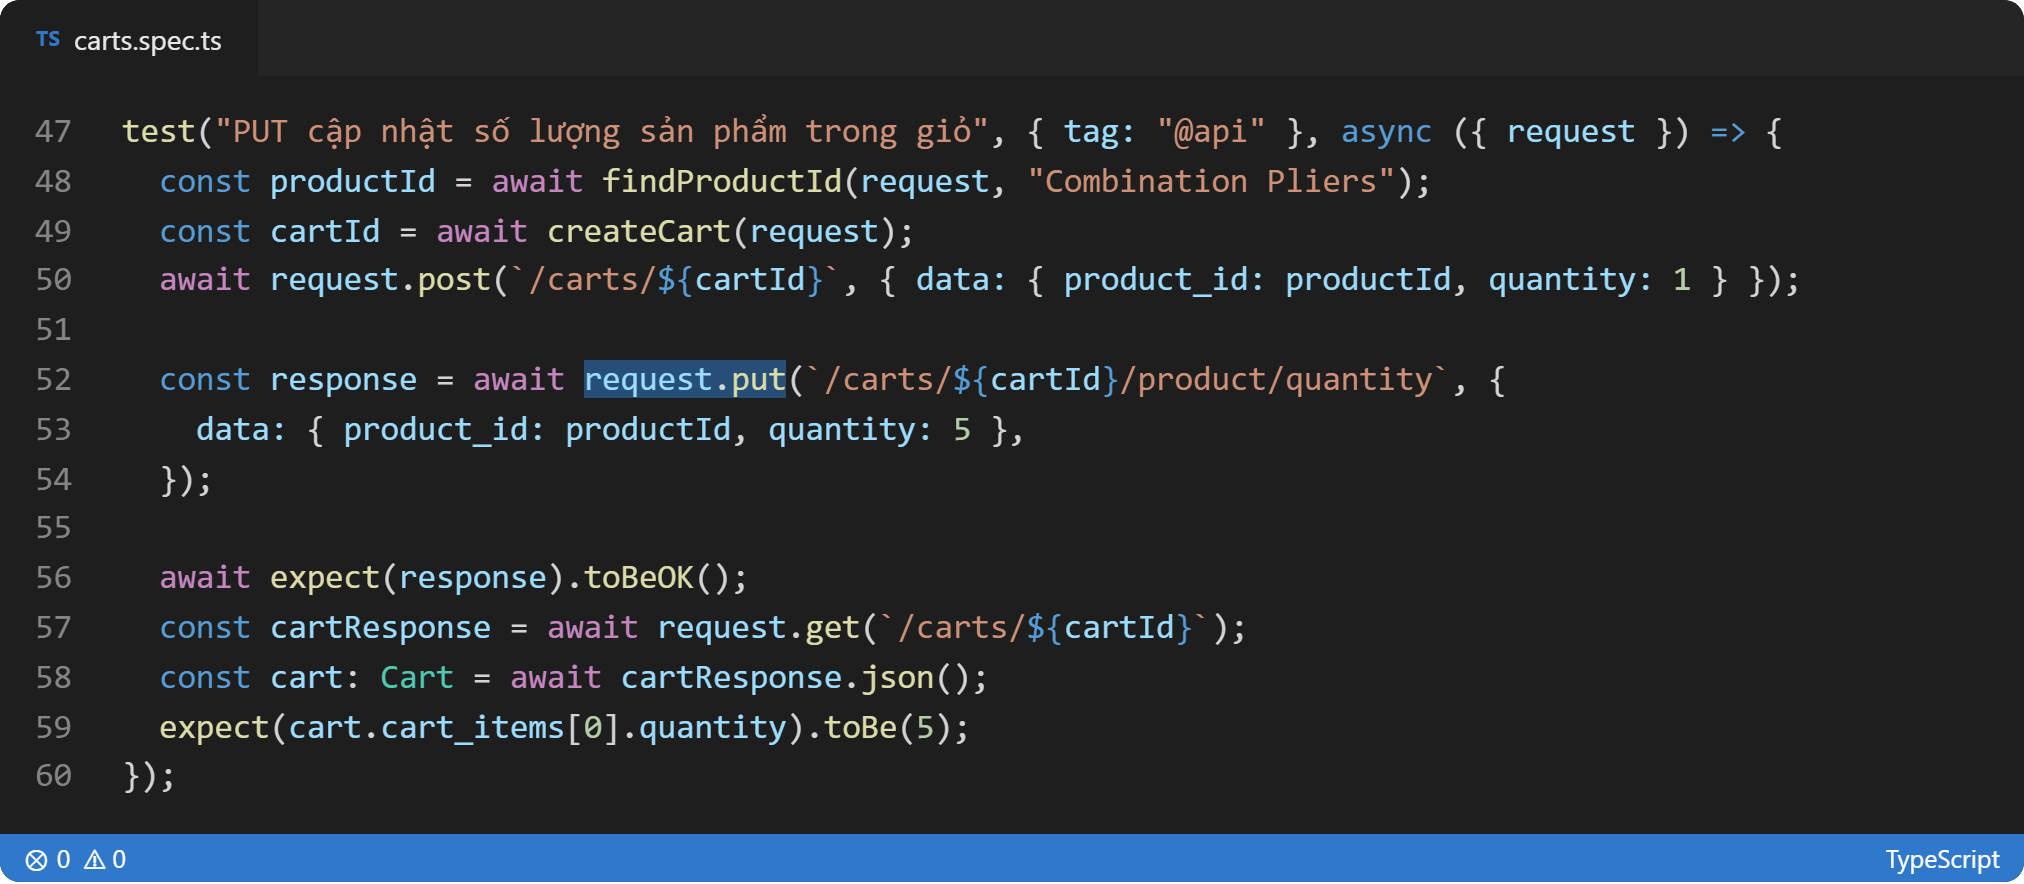 TS carts.spec.ts
47 test("PUT cập nhật số lượng sản phẩm trong giỏ", { tag: "@api" }, async ({ request }) => {
48   const productId = await findProductId(request, "Combination Pliers");
49   const cartId = await createCart(request);
50   await request.post(`/carts/${cartId}`, { data: { product_id: productId, quantity: 1 } });
51
52   const response = await request.put(`/carts/${cartId}/product/quantity`, {
53     data: { product_id: productId, quantity: 5 },
54   });
55
56   await expect(response).toBeOK();
57   const cartResponse = await request.get(`/carts/${cartId}`);
58   const cart: Cart = await cartResponse.json();
59   expect(cart.cart_items[0].quantity).toBe(5);
60 });
0 0 TypeScript